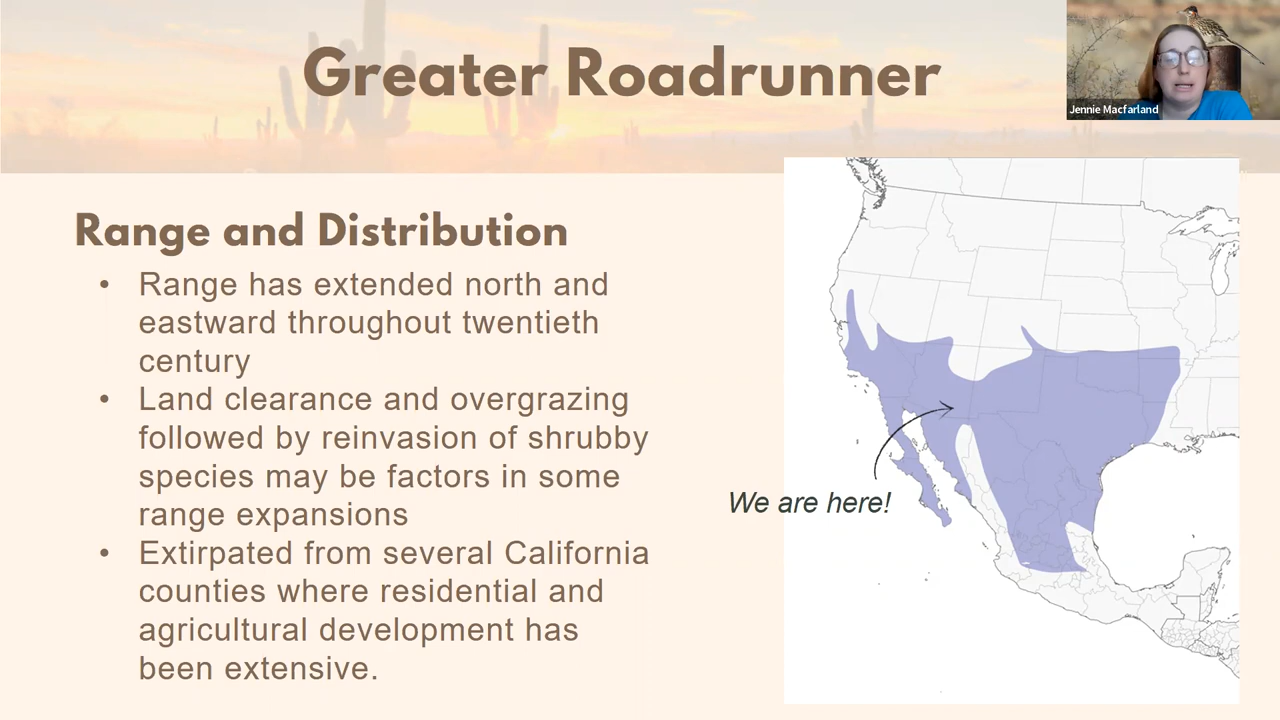 Greater Roadrunner
Jennie Macfarland
Range and Distribution
• Range has extended north and
eastward throughout twentieth
century
• Land clearance and overgrazing
followed by reinvasion of shrubby
species may be factors in some
range expansions
• Extirpated from several California
counties where residential and
agricultural development has
been extensive.
We are here!